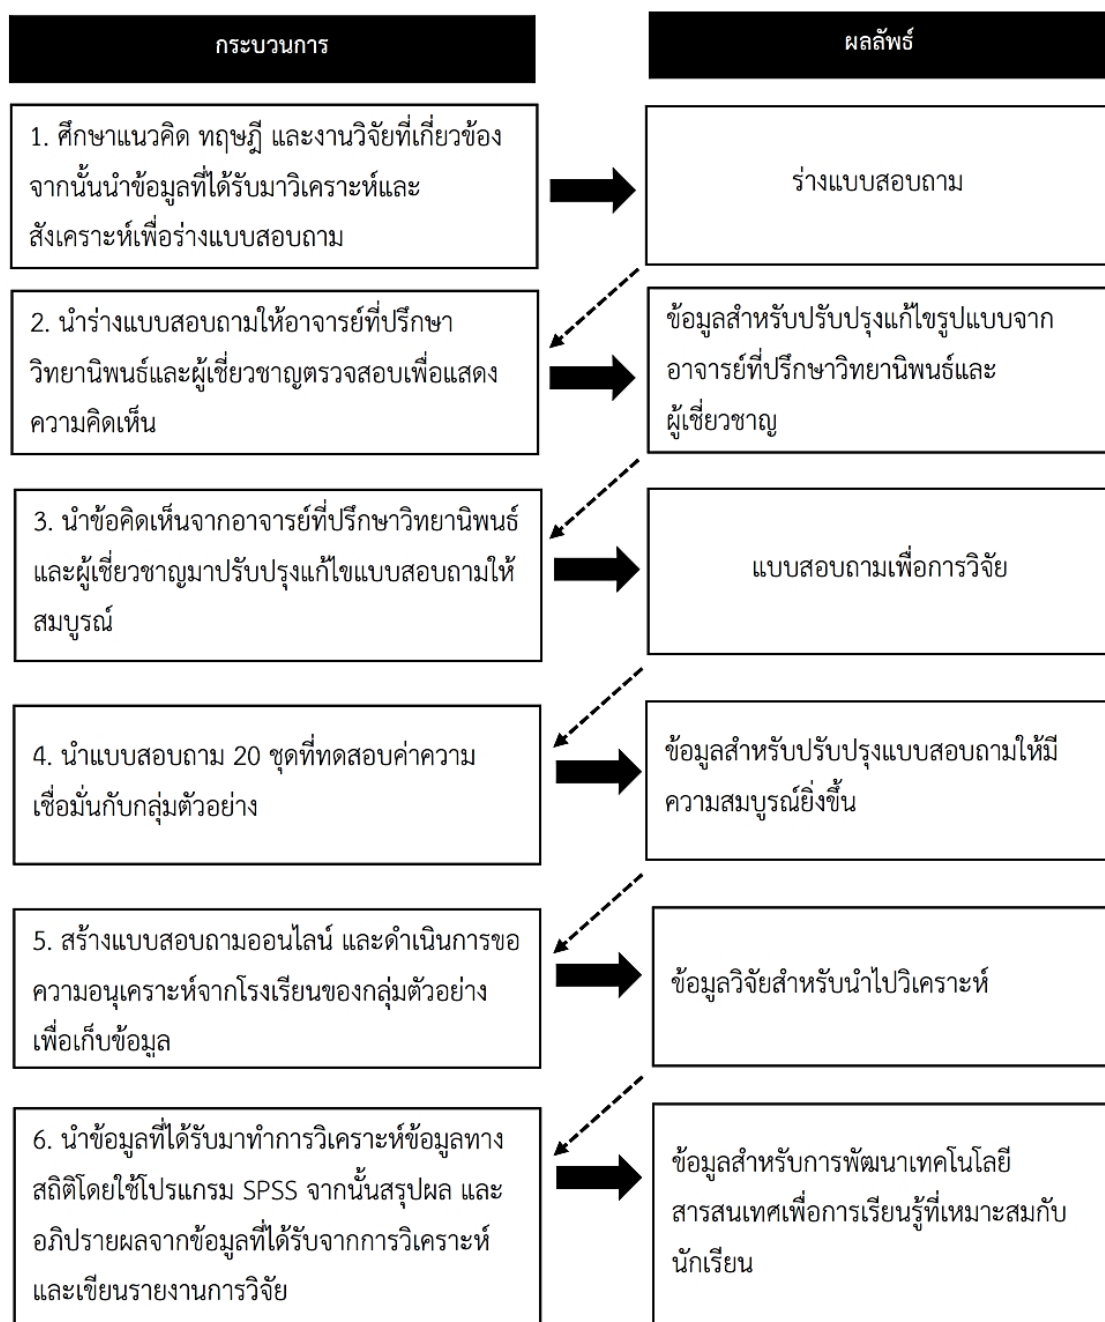 กระบวนการ
ผลลัพธ์
1. ศึกษาแนวคิด ทฤษฎี และงานวิจัยที่เกี่ยวข้อง
จากนั้นนำข้อมูลที่ได้รับมาวิเคราะห์และ
สังเคราะห์เพื่อร่างแบบสอบถาม
ร่างแบบสอบถาม
2. นำร่างแบบสอบถามให้อาจารย์ที่ปรึกษา
วิทยานิพนธ์และผู้เชี่ยวชาญตรวจสอบเพื่อแสดง
ความคิดเห็น
ข้อมูลสำหรับปรับปรุงแก้ไขรูปแบบจาก
อาจารย์ที่ปรึกษาวิทยานิพนธ์และ
ผู้เชี่ยวชาญ
3. นำข้อคิดเห็นจากอาจารย์ที่ปรึกษาวิทยานิพนธ์
และผู้เชี่ยวชาญมาปรับปรุงแก้ไขแบบสอบถามให้
สมบูรณ์
แบบสอบถามเพื่อการวิจัย
4. นำแบบสอบถาม 20 ชุดที่ทดสอบค่าความ
เชื่อมั่นกับกลุ่มตัวอย่าง
ข้อมูลสำหรับปรับปรุงแบบสอบถามให้มี
ความสมบูรณ์ยิ่งขึ้น
5. สร้างแบบสอบถามออนไลน์ และดำเนินการขอ
ความอนุเคราะห์จากโรงเรียนของกลุ่มตัวอย่าง
เพื่อเก็บข้อมูล
ข้อมูลวิจัยสำหรับนำไปวิเคราะห์
6. นำข้อมูลที่ได้รับมาทำการวิเคราะห์ข้อมูลทาง
สถิติโดยใช้โปรแกรม SPSS จากนั้นสรุปผล และ
อภิปรายผลจากข้อมูลที่ได้รับจากการวิเคราะห์
และเขียนรายงานการวิจัย
ข้อมูลสำหรับการพัฒนาเทคโนโลยี
สารสนเทศเพื่อการเรียนรู้ที่เหมาะสมกับ
นักเรียน